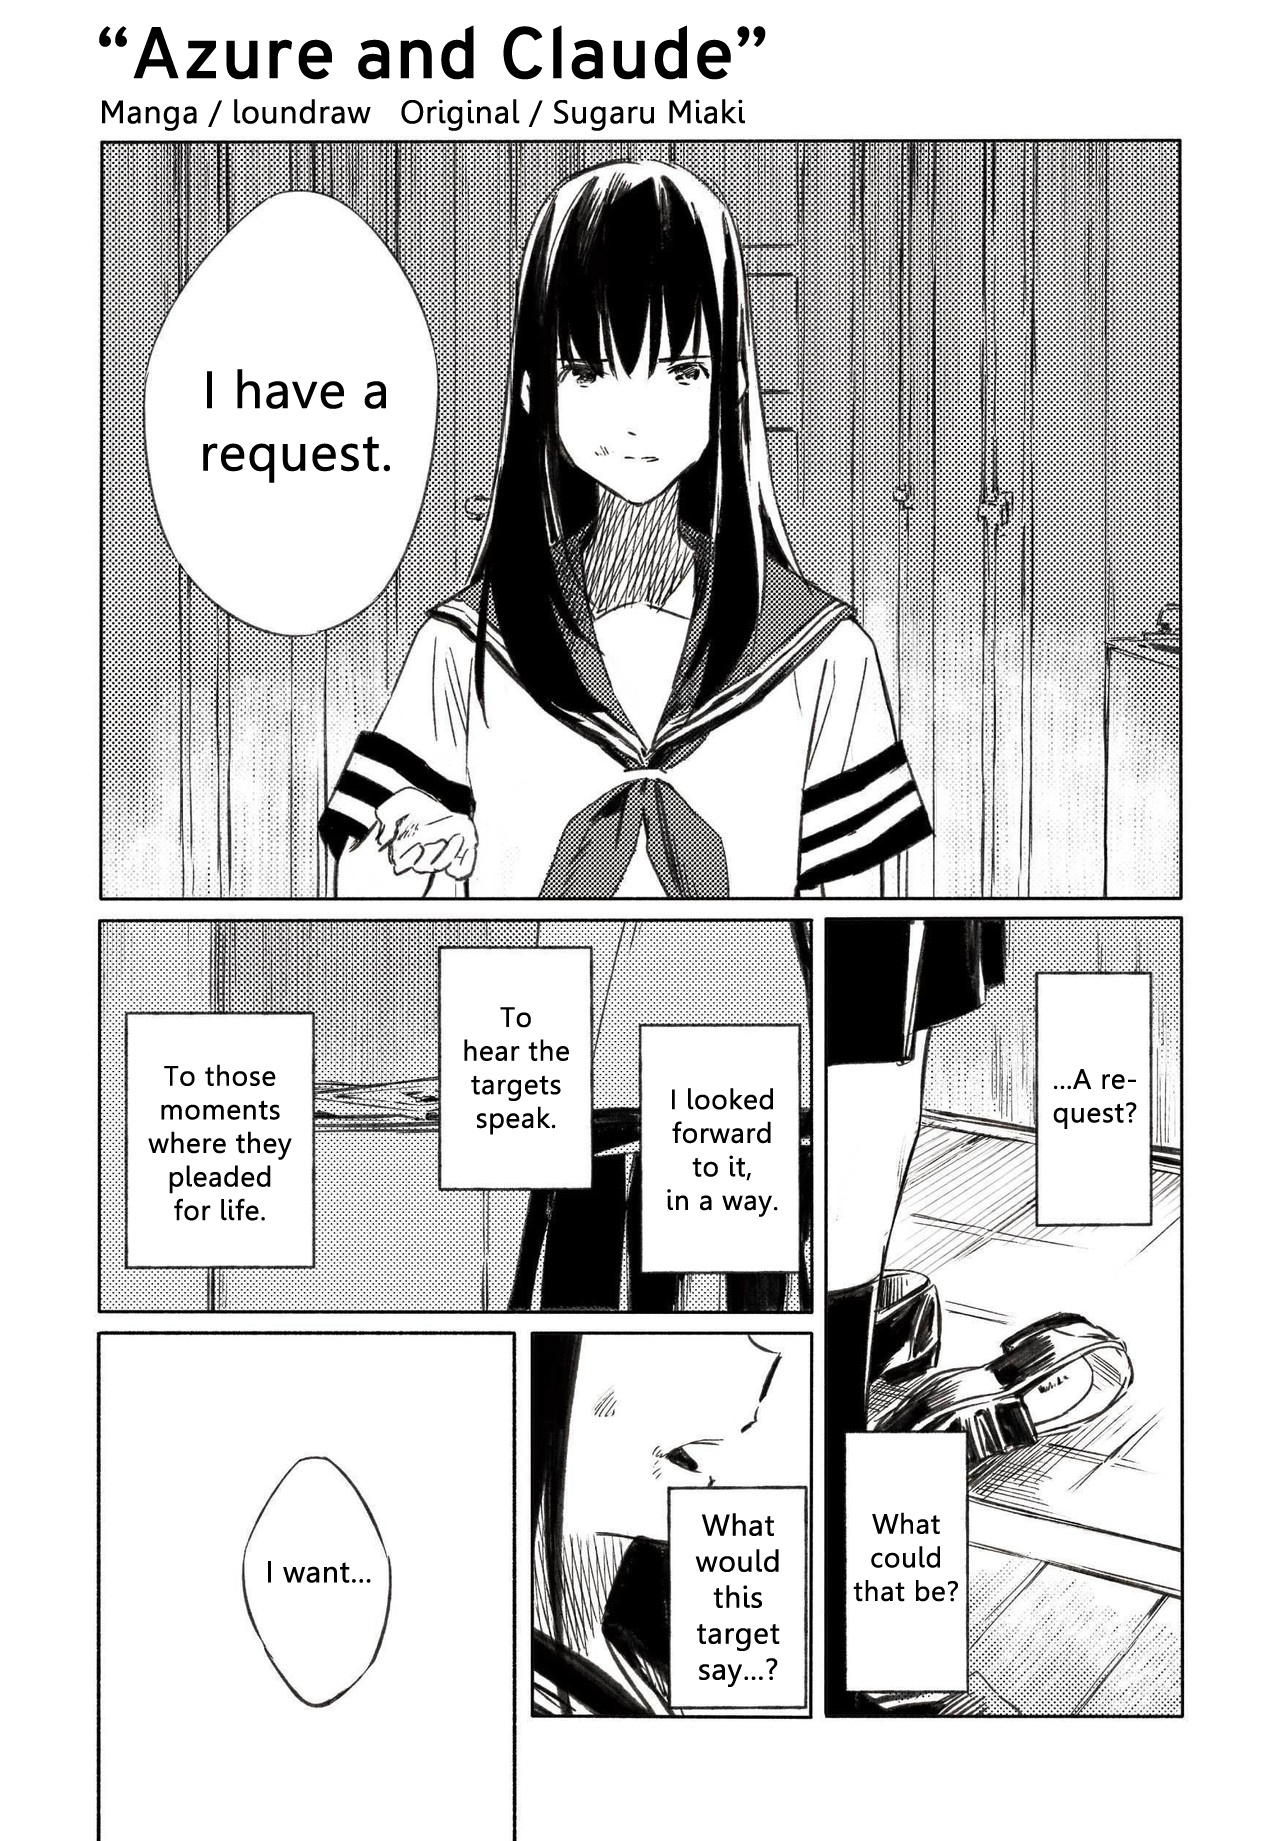 “Azure and Claude”
Manga / loundraw   Original / Sugaru Miaki
I have a
request.
...A re-
quest?
What
could
that be?
I looked
forward
to it,
in a way.
To
hear the
targets
speak.
To those
moments
where they
pleaded
for life.
What
would
this
target
say...?
I want...